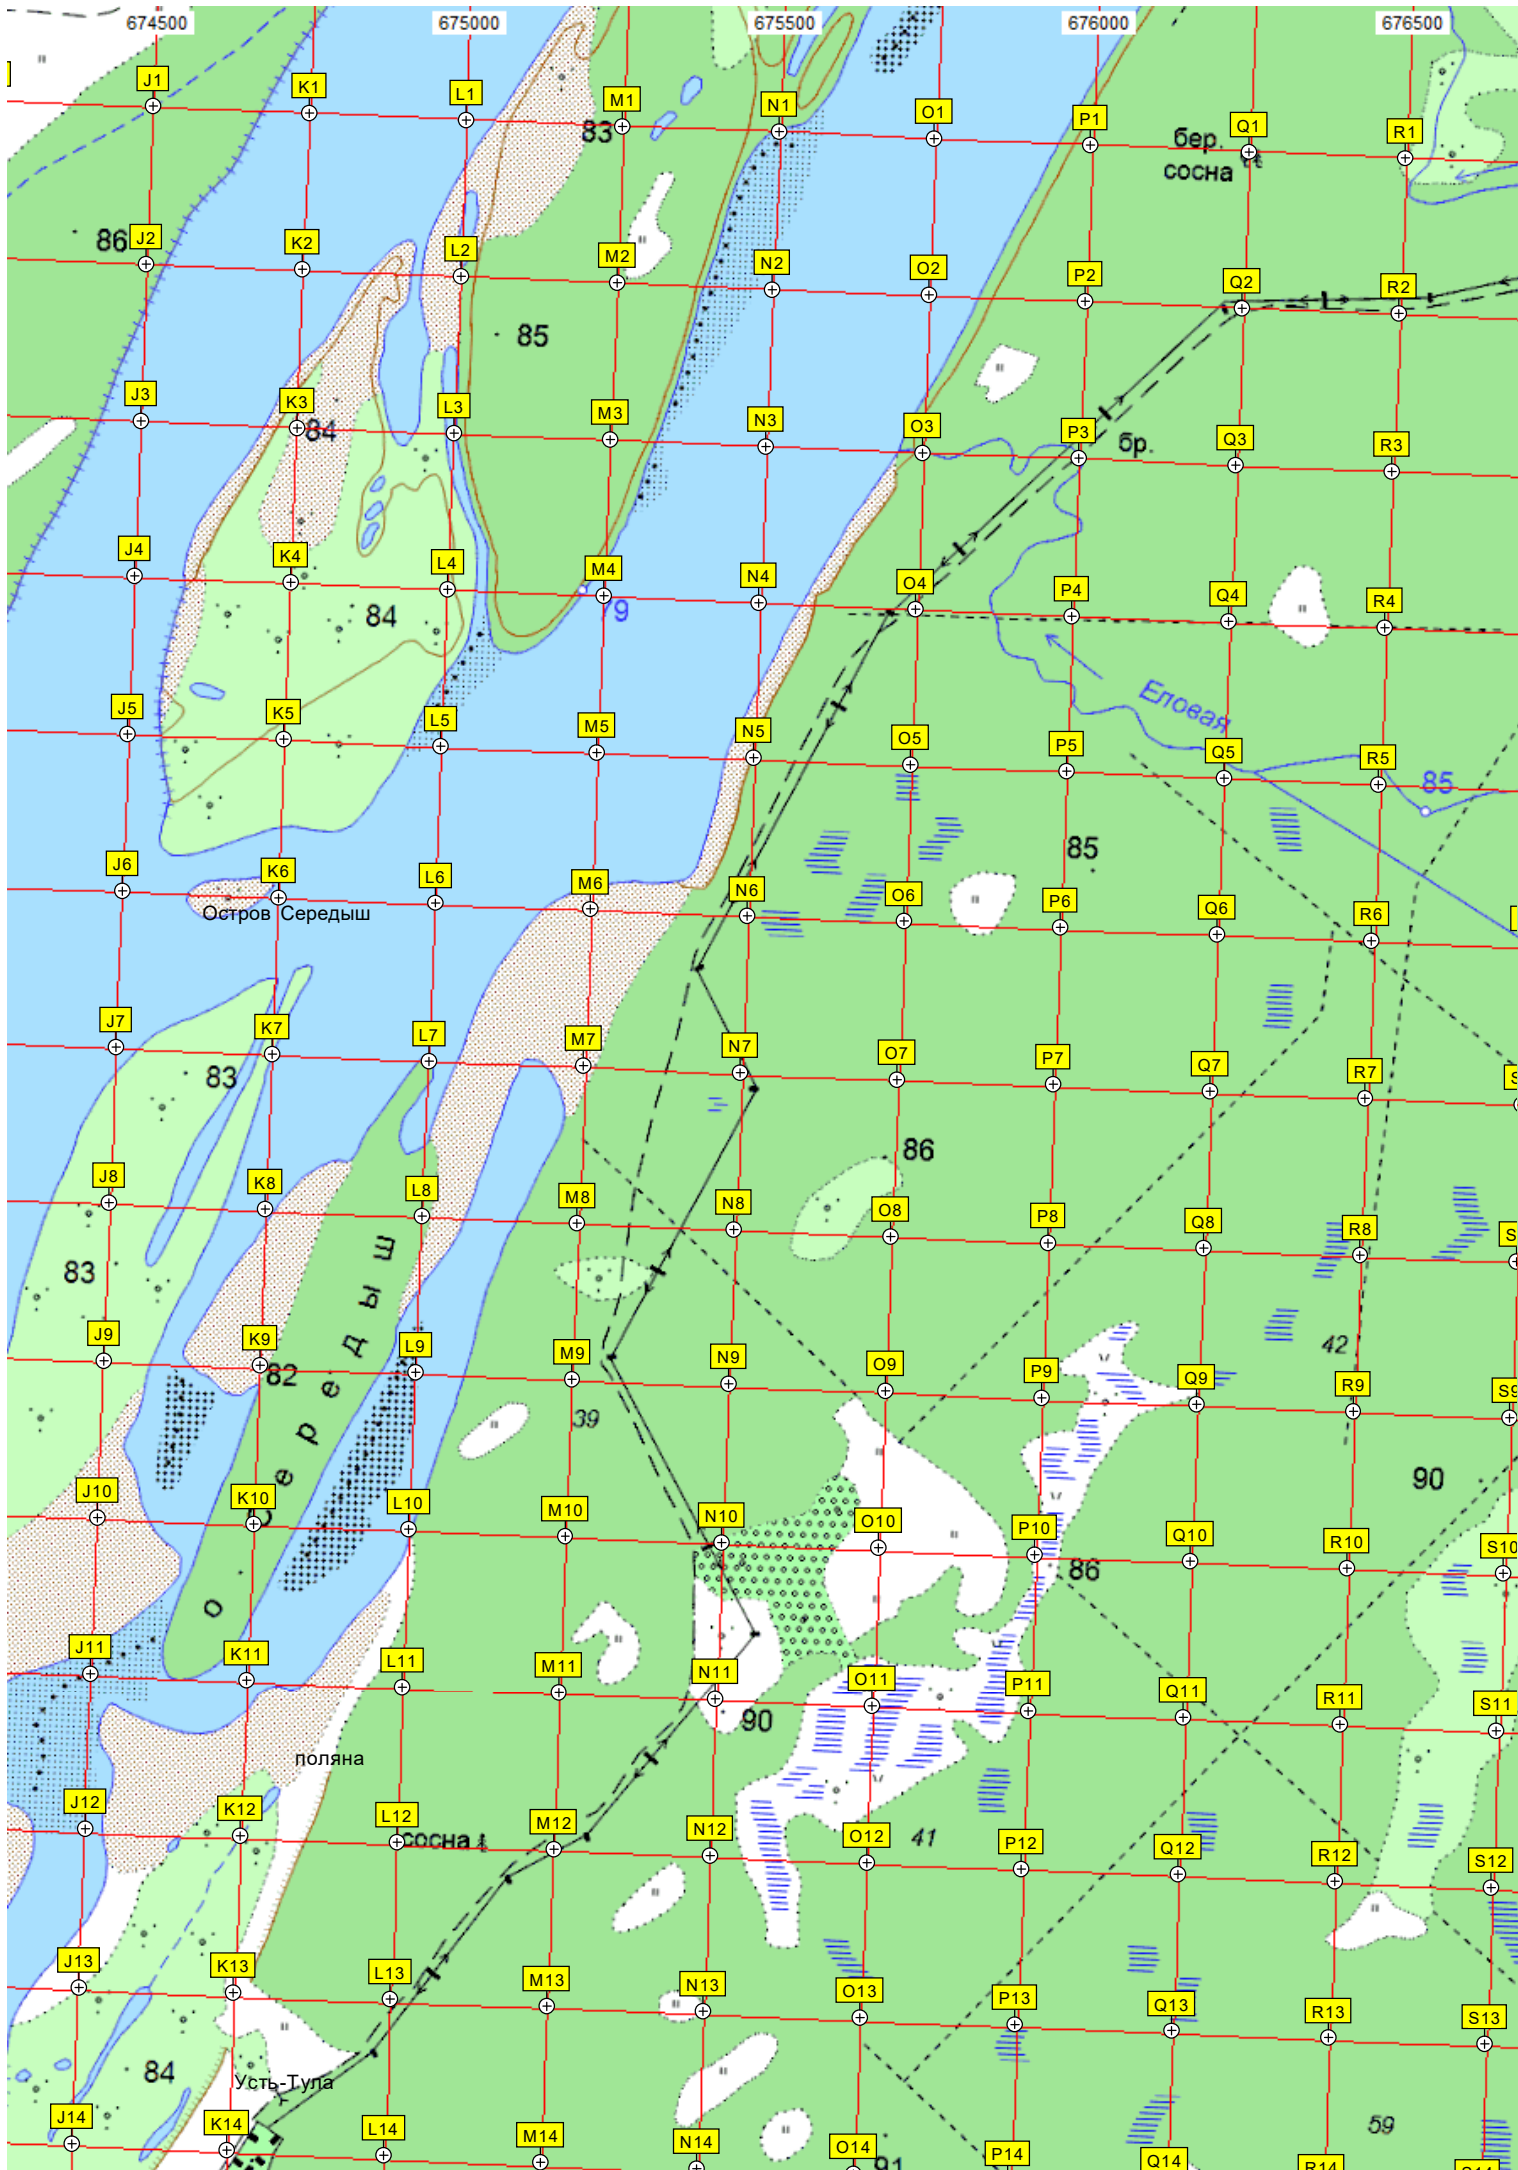 674500 675000 675500 676000 676500
J1 K1 L1 M1 N1 O1 P1 Q1 R1
83
бер.
сосна
86
J2 K2 L2 M2 N2 O2 P2 Q2 R2
85
J3 K3 L3 M3 N3 O3 P3 Q3 R3
84
бр.
J4 K4 L4 M4 N4 O4 P4 Q4 R4
84
79
Еловая
J5 K5 L5 M5 N5 O5 P5 Q5 R5
85
85
J6 K6 L6 M6 N6 O6 P6 Q6 R6
Остров Середыш
J7 K7 L7 M7 N7 O7 P7 Q7 R7
83
86
J8 K8 L8 M8 N8 O8 P8 Q8 R8
83
о Середыш
J9 K9 L9 M9 N9 O9 P9 Q9 R9 S9
82
42
39
90
J10 K10 L10 M10 N10 O10 P10 Q10 R10 S10
86
J11 K11 L11 M11 N11 O11 P11 Q11 R11 S11
90
поляна
J12 K12 L12 M12 N12 O12 P12 Q12 R12 S12
сосна
41
J13 K13 L13 M13 N13 O13 P13 Q13 R13 S13
84
Усть-Тула
59
J14 K14 L14 M14 N14 O14 P14 Q14 R14
91